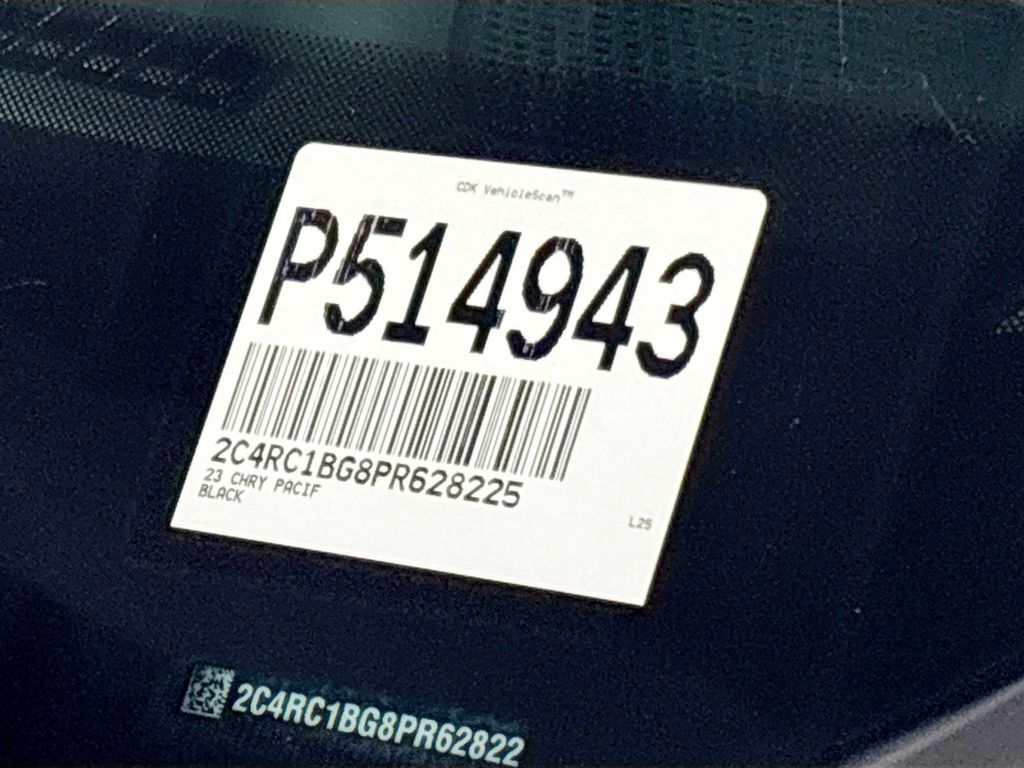 CDK VehicleScan™
P514943
2C4RC1BG8PR628225
23 CHRY PACIF
BLACK
L25
2C4RC1BG8PR62822